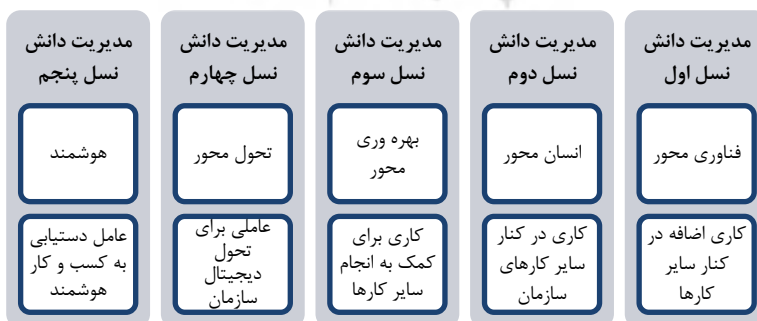 مدیریت دانش
نسل اول
فناوری محور
کاری اضافه در
کنار سایر
کارها
مدیریت دانش
نسل دوم
انسان محور
کاری در کنار
سایر کارهای
سازمان
مدیریت دانش
نسل سوم
بهره وری
محور
کاری برای
کمک به انجام
سایر کارها
مدیریت دانش
نسل چهارم
تحول محور
عاملی برای
تحول
دیجیتال
سازمان
مدیریت دانش
نسل پنجم
هوشمند
عامل دستیابی
به کسب و کار
هوشمند